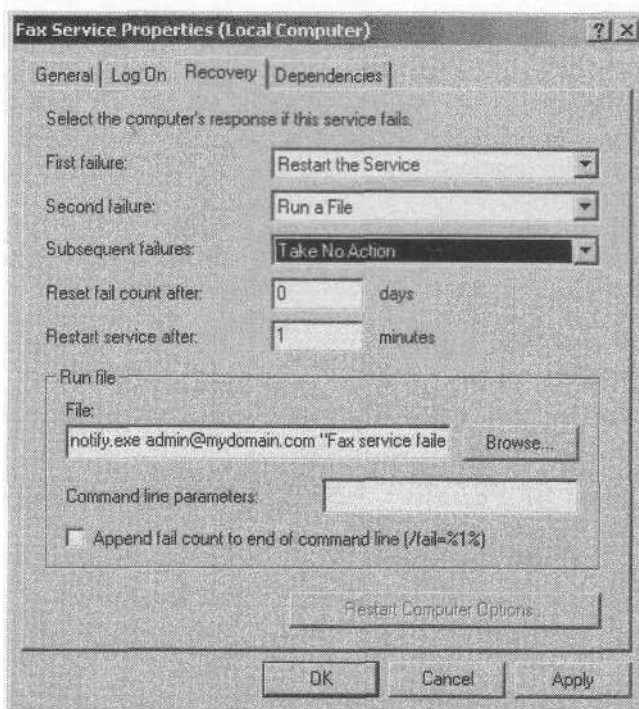 Fax Service Properties (Local Computer) ? ×
General Log On Recovery Dependencies
Select the computer's response if this service fails.
First failure: Restart the Service
Second failure: Run a File
Subsequent failures: Take No Action
Reset fail count after: 0 days
Restart service after: 1 minutes
Run file
File:
notify.exe admin@mydomain.com "Fax service faile Browse...
Command line parameters:
Append fail count to end of command line (/fail=%1%)
Restart Computer Options...
OK Cancel Apply